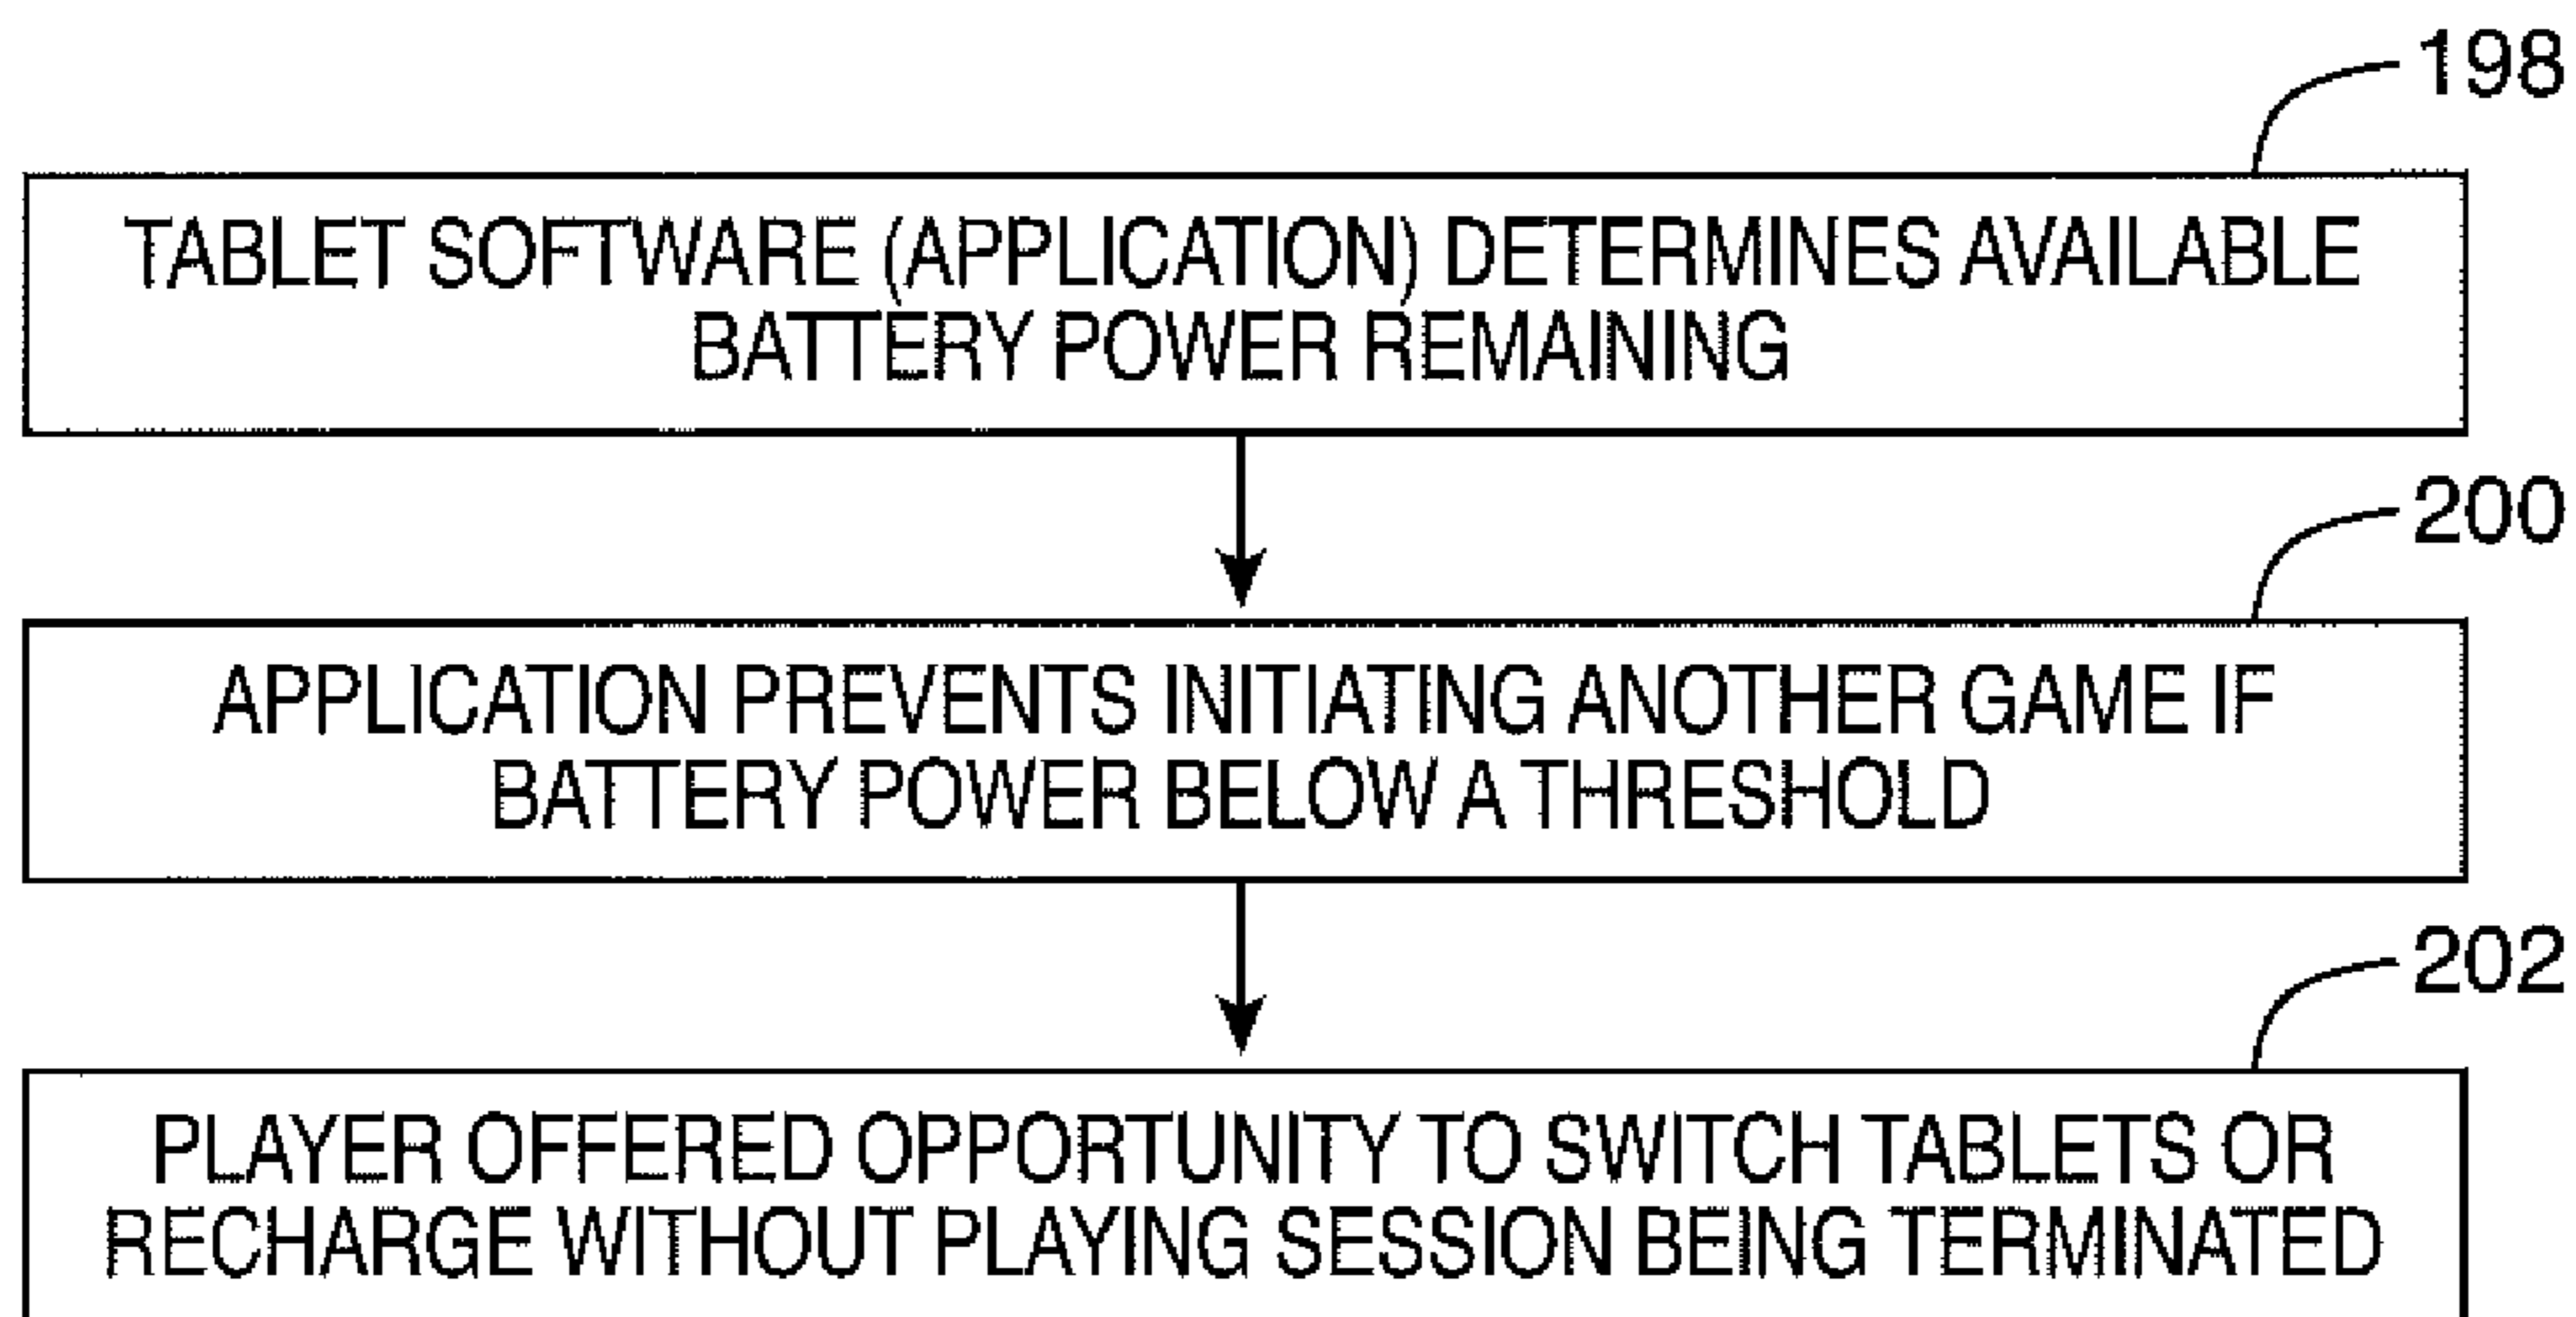 198
TABLET SOFTWARE (APPLICATION) DETERMINES AVAILABLE
BATTERY POWER REMAINING
200
APPLICATION PREVENTS INITIATING ANOTHER GAME IF
BATTERY POWER BELOW A THRESHOLD
202
PLAYER OFFERED OPPORTUNITY TO SWITCH TABLETS OR
RECHARGE WITHOUT PLAYING SESSION BEING TERMINATED